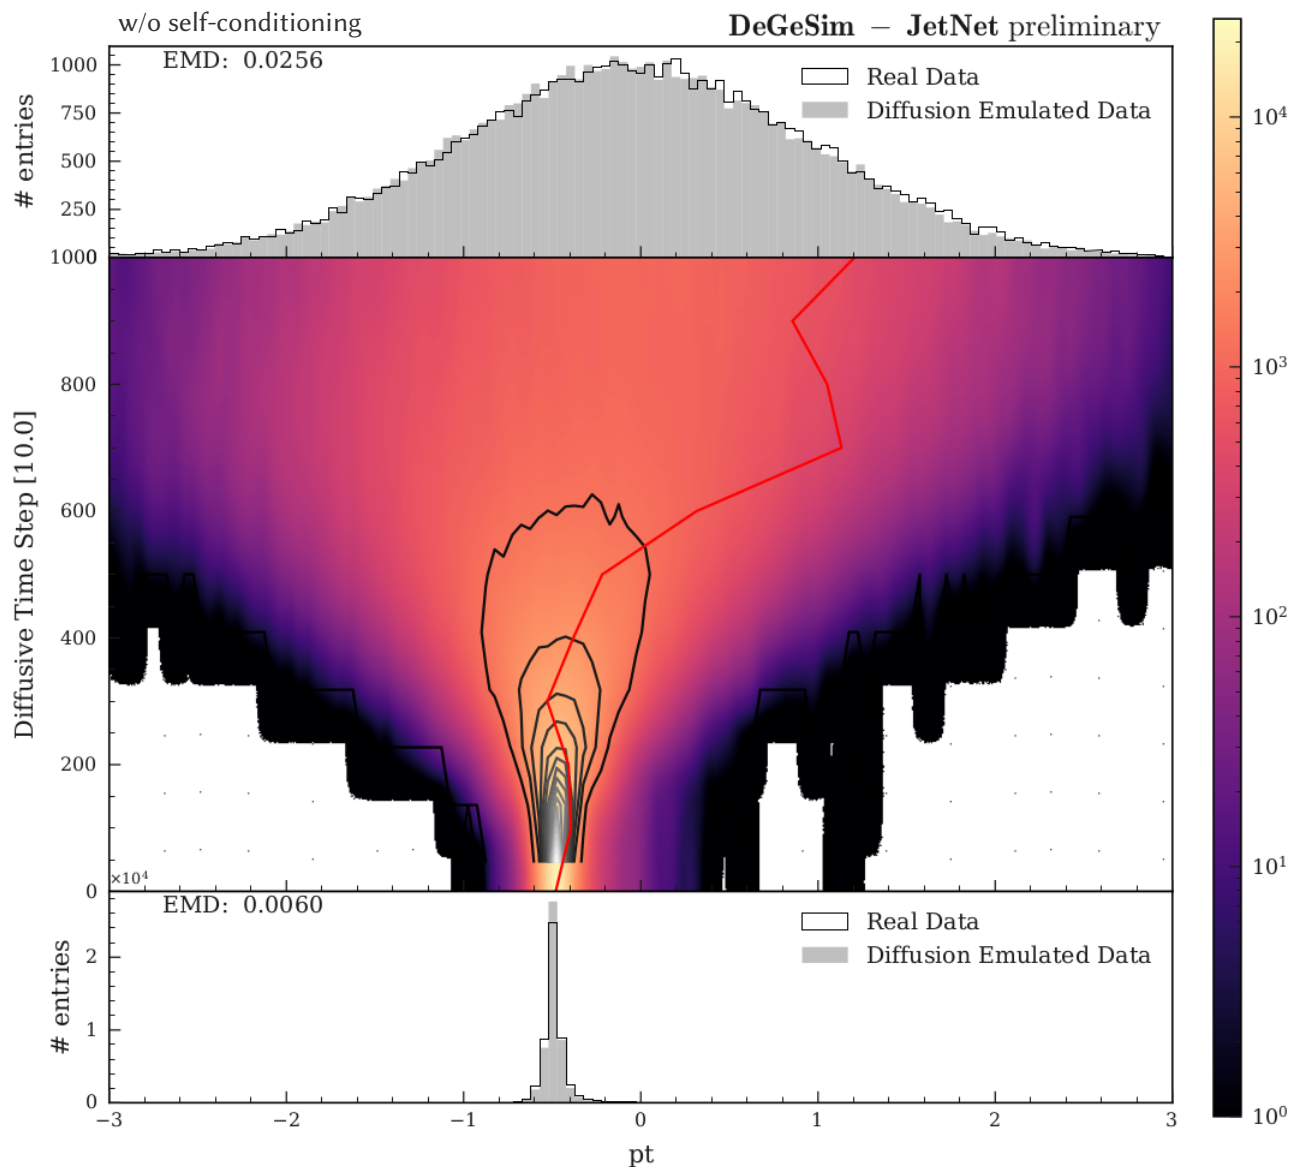 w/o self-conditioning
DeGeSim − JetNet preliminary
EMD: 0.0256
Real Data
Diffusion Emulated Data
# entries
1000
750
500
250
0
1000
800
600
400
200
0
Diffusive Time Step [10.0]
×10⁴
EMD: 0.0060
Real Data
Diffusion Emulated Data
# entries
2
1
0
−3 −2 −1 0 1 2 3
pt
10⁴
10³
10²
10¹
10⁰